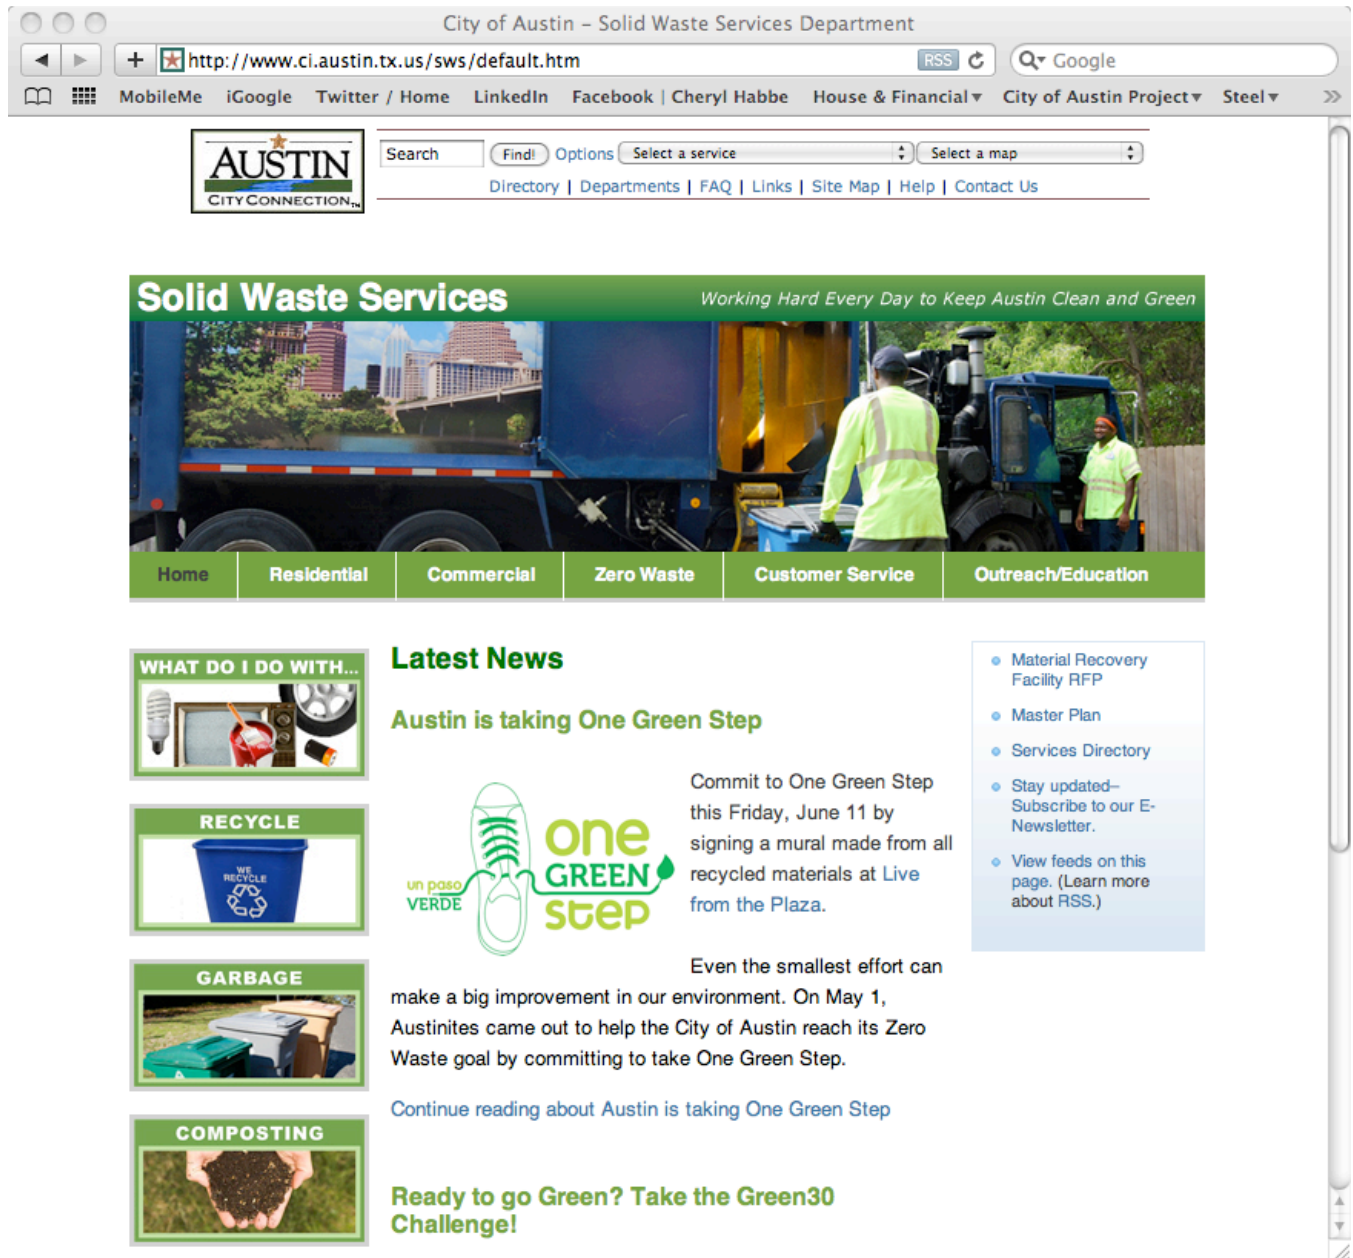 City of Austin – Solid Waste Services Department
http://www.ci.austin.tx.us/sws/default.htm RSS Google
MobileMe iGoogle Twitter / Home LinkedIn Facebook | Cheryl Habbe House & Financial City of Austin Project Steel
AUSTIN
CITY CONNECTION TM
Search Find! Options Select a service Select a map
Directory | Departments | FAQ | Links | Site Map | Help | Contact Us
Solid Waste Services Working Hard Every Day to Keep Austin Clean and Green
Home Residential Commercial Zero Waste Customer Service Outreach/Education
WHAT DO I DO WITH...
RECYCLE
WE
RECYCLE
GARBAGE
COMPOSTING
Latest News
Austin is taking One Green Step
un paso
VERDE
one
GREEN
step
Commit to One Green Step
this Friday, June 11 by
signing a mural made from all
recycled materials at Live
from the Plaza.
Even the smallest effort can
make a big improvement in our environment. On May 1,
Austinites came out to help the City of Austin reach its Zero
Waste goal by committing to take One Green Step.
Continue reading about Austin is taking One Green Step
Ready to go Green? Take the Green30
Challenge!
Material Recovery
Facility RFP
Master Plan
Services Directory
Stay updated–
Subscribe to our E-
Newsletter.
View feeds on this
page. (Learn more
about RSS.)